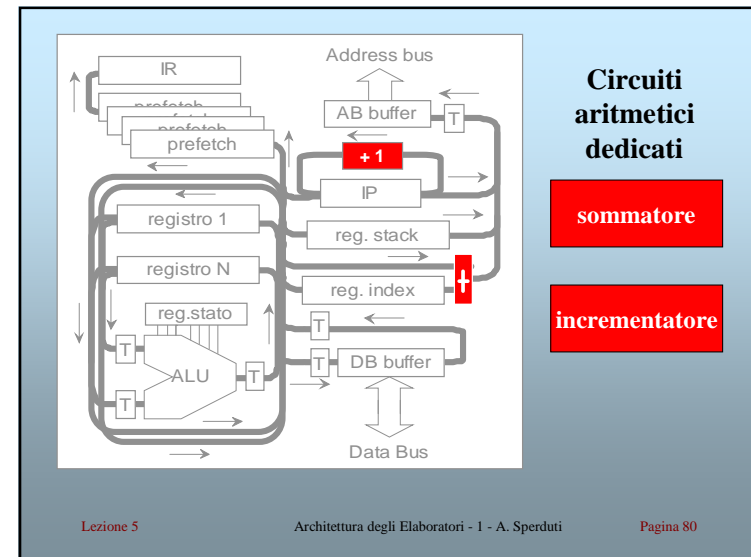 Address bus
IR
prefetch
prefetch
prefetch
prefetch
AB buffer
T
+ 1
IP
registro 1
reg. stack
registro N
reg. index
+
reg.stato
T
T
T
DB buffer
ALU
T
T
Data Bus
Circuiti
aritmetici
dedicati
sommatore
incrementatore
Lezione 5
Architettura degli Elaboratori - 1 - A. Sperduti
Pagina 80